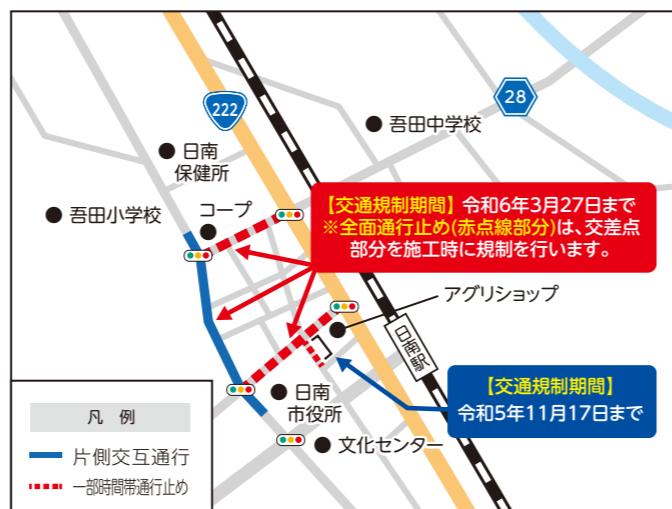 222
28
吾田中学校
日南
保健所
吾田小学校
コープ
【交通規制期間】 令和6年3月27日まで
※全面通行止め(赤点線部分)は、交差点
部分を施工時に規制を行います。
アグリショップ
日南駅
【交通規制期間】
令和5年11月17日まで
日南
市役所
文化センター
凡 例
片側交互通行
一部時間帯通行止め